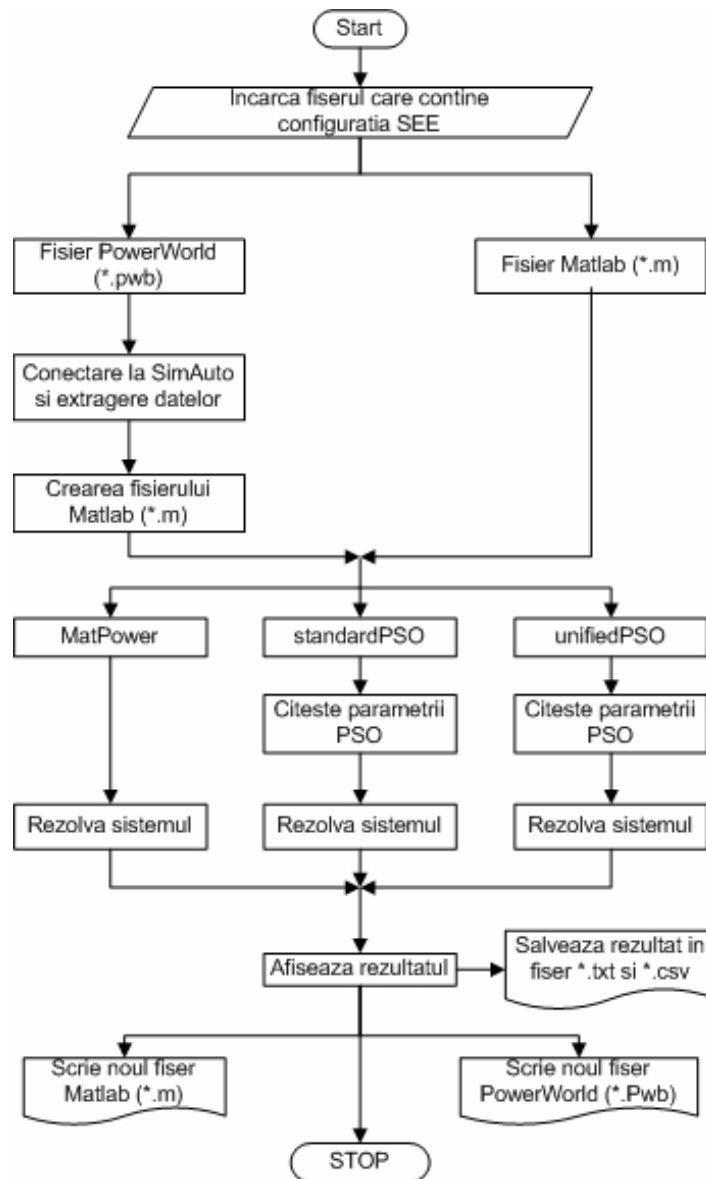 Start
Incarca fiserul care contine
configuratia SEE
Fisier PowerWorld
(*.pwb)
Fisier Matlab (*.m)
Conectare la SimAuto
si extragere datelor
Crearea fisierului
Matlab (*.m)
MatPower
standardPSO
unifiedPSO
Citeste parametrii
PSO
Citeste parametrii
PSO
Rezolva sistemul
Rezolva sistemul
Rezolva sistemul
Afiseaza rezultatul
Salveaza rezultat in
fiser *.txt si *.csv
Scrie noul fiser
Matlab (*.m)
Scrie noul fiser
PowerWorld (*.Pwb)
STOP